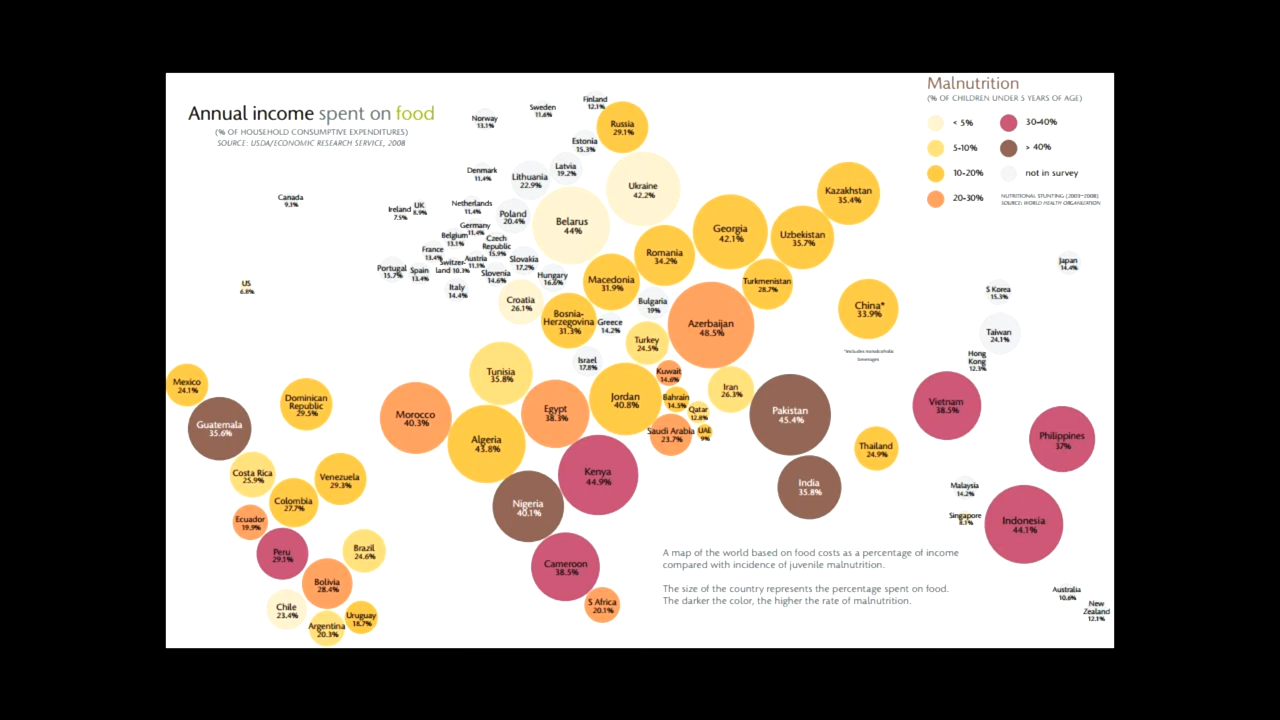 Annual income spent on food
(% OF HOUSEHOLD CONSUMPTIVE EXPENDITURES)
SOURCE: USDA/ECONOMIC RESEARCH SERVICE, 2008
Malnutrition
(% OF CHILDREN UNDER 5 YEARS OF AGE)
< 5%
30-40%
5-10%
> 40%
10-20%
not in survey
20-30%
NUTRITIONAL STUNTING (2003-2008)
SOURCE: WORLD HEALTH ORGANIZATION
Norway
13.1%
Sweden
11.6%
Finland
12.1%
Russia
29.1%
Estonia
15.3%
Denmark
11.4%
Lithuania
22.9%
Latvia
19.2%
Ukraine
42.2%
Kazakhstan
35.4%
Canada
9.1%
Ireland
7.5%
UK
8.9%
Netherlands
11.4%
Poland
20.4%
Belarus
44%
Georgia
42.1%
Uzbekistan
35.7%
Germany
11.4%
Belgium
13.1%
Czech
Republic
15.9%
France
13.4%
Romania
34.2%
Portugal
15.7%
Spain
13.4%
Switzer-
land 10.3%
Austria
11.1%
Slovakia
17.2%
Slovenia
14.6%
Hungary
16.6%
Macedonia
31.9%
Turkmenistan
28.7%
Japan
14.4%
US
6.8%
Italy
14.4%
Croatia
26.1%
Bosnia-
Herzegovina
31.3%
Bulgaria
19%
Greece
14.2%
Azerbaijan
48.5%
China*
33.9%
*includes nonalcoholic
beverages
S Korea
15.3%
Taiwan
24.1%
Turkey
24.5%
Israel
17.8%
Hong
Kong
12.3%
Tunisia
35.8%
Kuwait
14.6%
Iran
26.3%
Mexico
24.1%
Dominican
Republic
29.5%
Guatemala
35.6%
Morocco
40.3%
Egypt
38.3%
Jordan
40.8%
Bahrain
14.5%
Qatar
12.8%
Saudi Arabia
23.7%
UAE
9%
Pakistan
45.4%
Vietnam
38.5%
Philippines
37%
Algeria
43.8%
Thailand
24.9%
Costa Rica
25.9%
Venezuela
29.3%
Kenya
44.9%
India
35.8%
Malaysia
14.2%
Colombia
27.7%
Nigeria
40.1%
Ecuador
19.9%
Singapore
8.1%
Indonesia
44.1%
Peru
29.1%
Brazil
24.6%
Cameroon
38.5%
Bolivia
28.4%
Chile
23.4%
Uruguay
18.7%
Argentina
20.3%
S Africa
20.1%
A map of the world based on food costs as a percentage of income
compared with incidence of juvenile malnutrition.
The size of the country represents the percentage spent on food.
The darker the color, the higher the rate of malnutrition.
Australia
10.6%
New
Zealand
12.1%